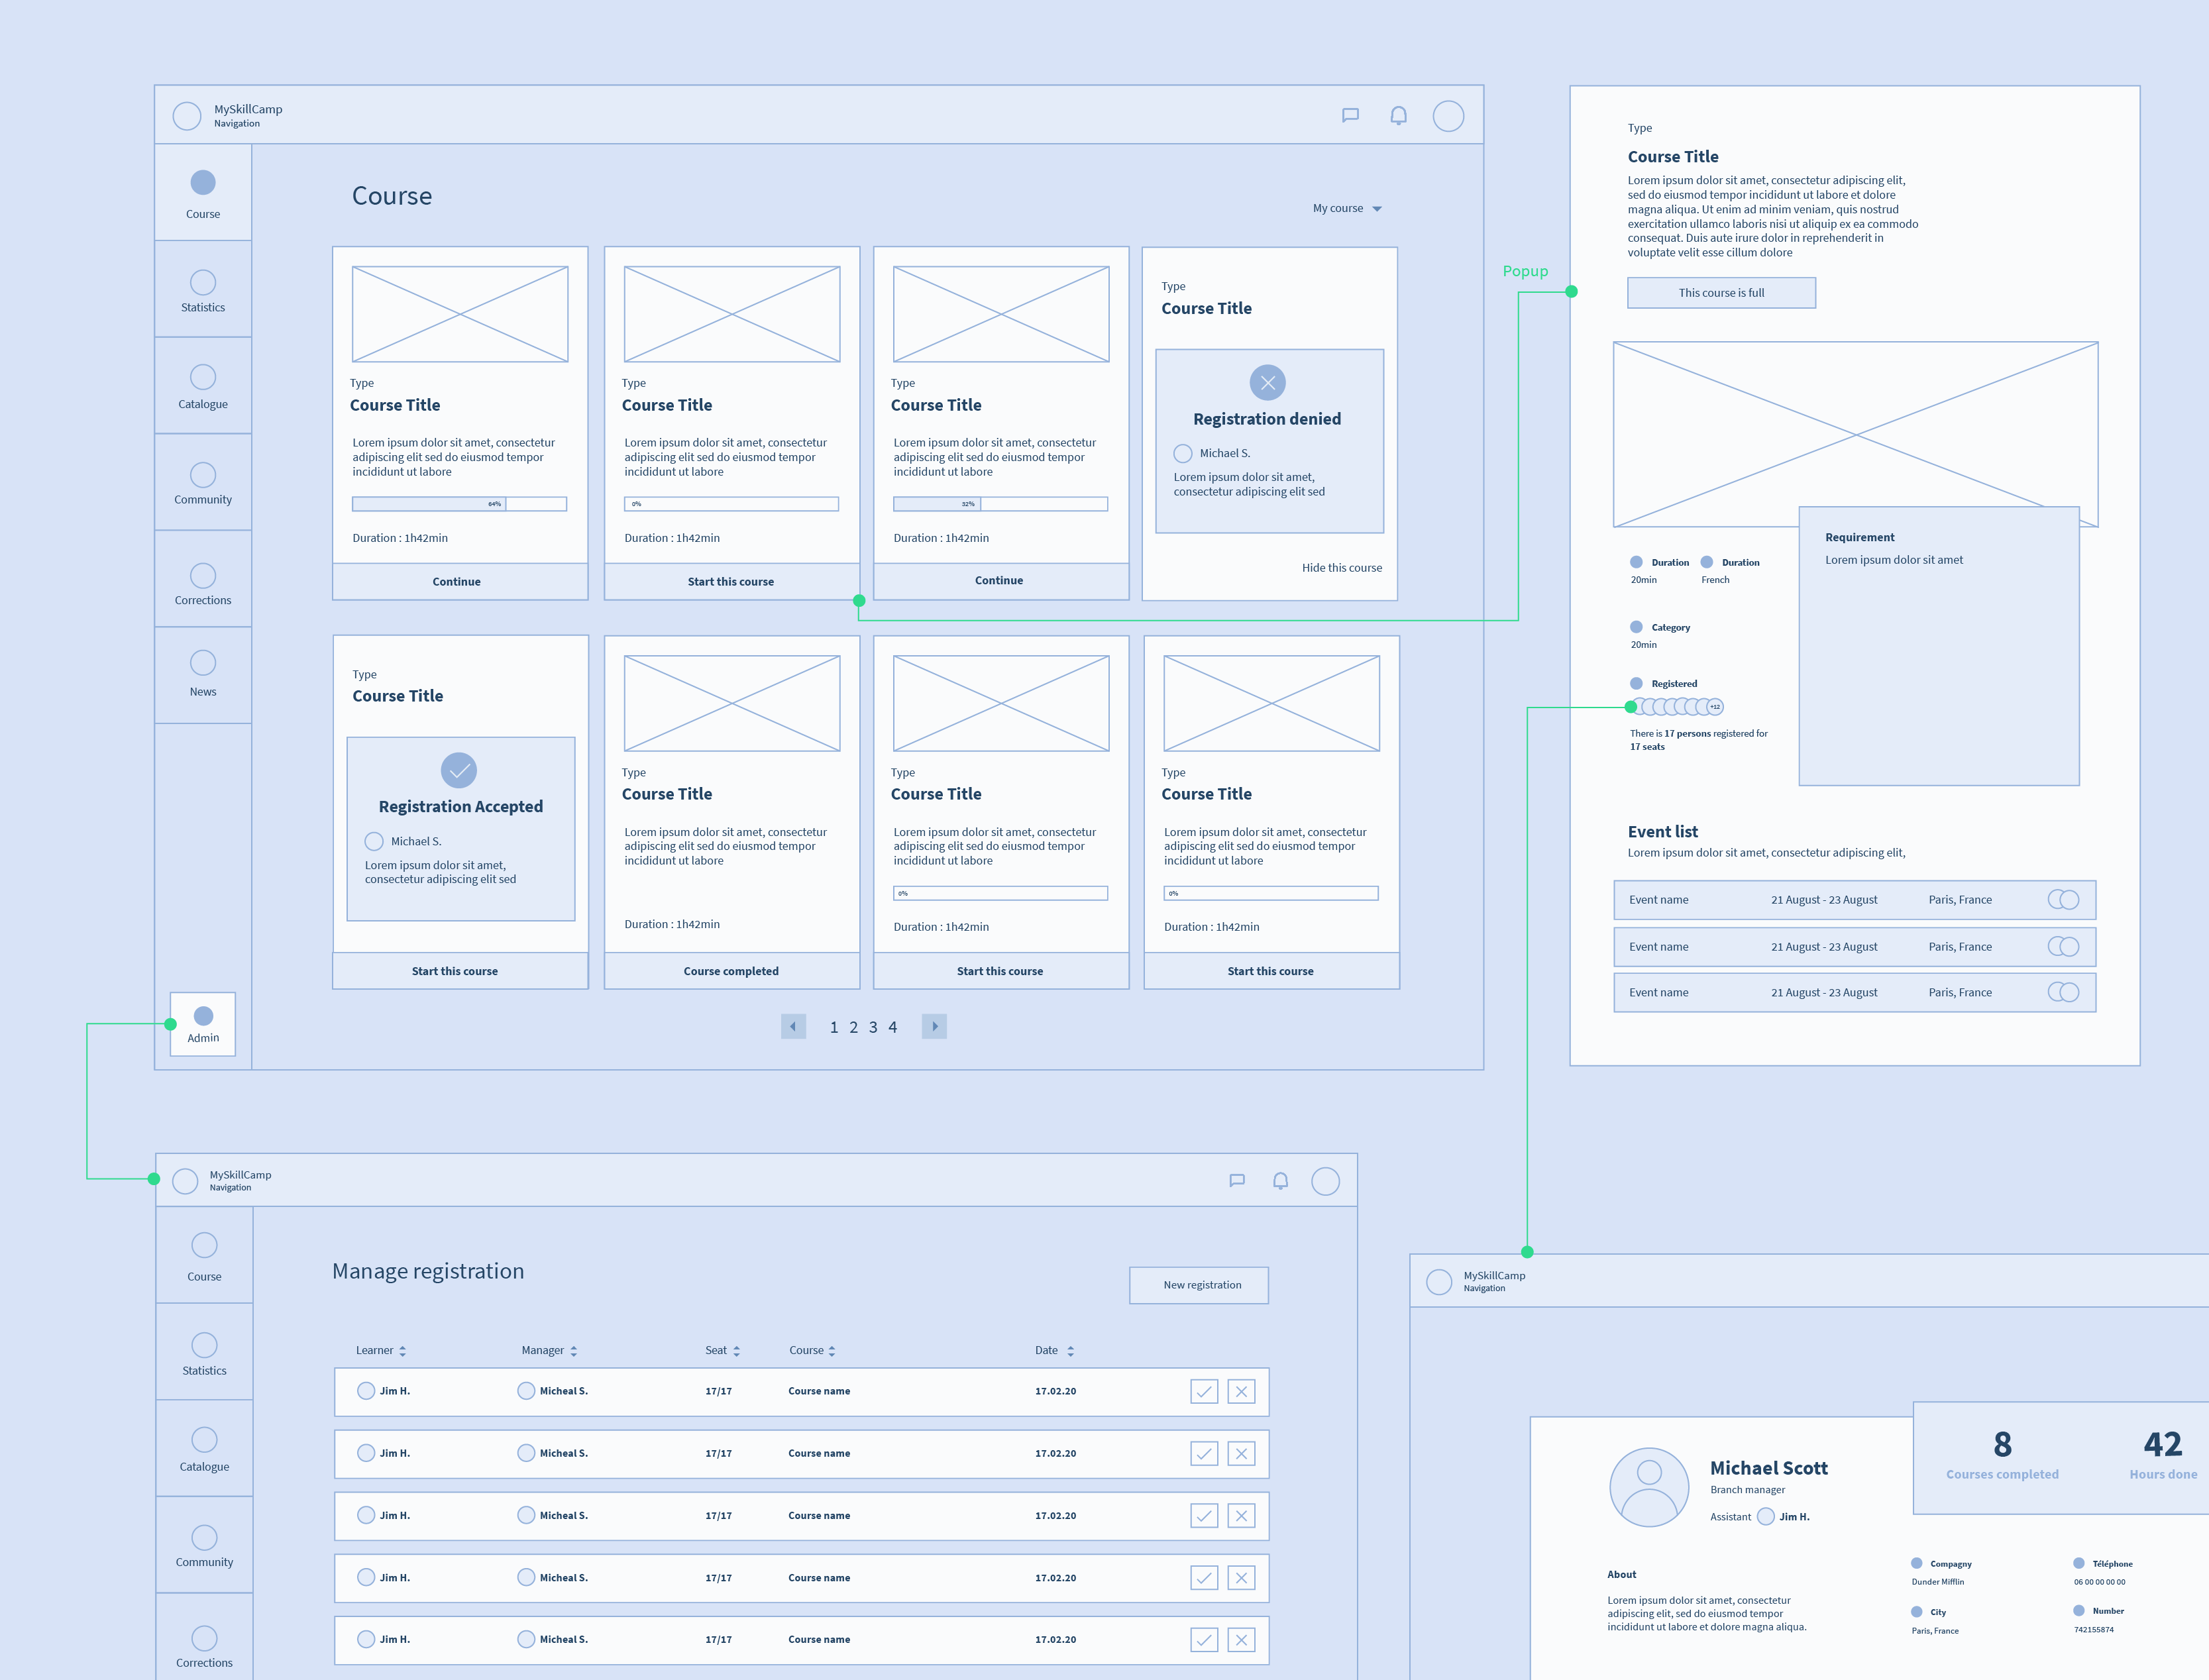 MySkillCamp
Navigation
Course
Statistics
Catalogue
Community
Corrections
News
Admin
Course
My course
Type
Course Title
Lorem ipsum dolor sit amet, consectetur
adipiscing elit sed do eiusmod tempor
incididunt ut labore
64%
Duration : 1h42min
Continue
Type
Course Title
Lorem ipsum dolor sit amet, consectetur
adipiscing elit sed do eiusmod tempor
incididunt ut labore
0%
Duration : 1h42min
Start this course
Type
Course Title
Lorem ipsum dolor sit amet, consectetur
adipiscing elit sed do eiusmod tempor
incididunt ut labore
32%
Duration : 1h42min
Continue
Type
Course Title
Registration denied
Michael S.
Lorem ipsum dolor sit amet,
consectetur adipiscing elit sed
Hide this course
Type
Course Title
Registration Accepted
Michael S.
Lorem ipsum dolor sit amet,
consectetur adipiscing elit sed
Start this course
Type
Course Title
Lorem ipsum dolor sit amet, consectetur
adipiscing elit sed do eiusmod tempor
incididunt ut labore
Duration : 1h42min
Course completed
Type
Course Title
Lorem ipsum dolor sit amet, consectetur
adipiscing elit sed do eiusmod tempor
incididunt ut labore
0%
Duration : 1h42min
Start this course
Type
Course Title
Lorem ipsum dolor sit amet, consectetur
adipiscing elit sed do eiusmod tempor
incididunt ut labore
0%
Duration : 1h42min
Start this course
1 2 3 4
Popup
Type
Course Title
Lorem ipsum dolor sit amet, consectetur adipiscing elit,
sed do eiusmod tempor incididunt ut labore et dolore
magna aliqua. Ut enim ad minim veniam, quis nostrud
exercitation ullamco laboris nisi ut aliquip ex ea commodo
consequat. Duis aute irure dolor in reprehenderit in
voluptate velit esse cillum dolore
This course is full
Duration Duration
20min French
Category
20min
Registered
+12
There is 17 persons registered for
17 seats
Requirement
Lorem ipsum dolor sit amet
Event list
Lorem ipsum dolor sit amet, consectetur adipiscing elit,
Event name 21 August - 23 August Paris, France
Event name 21 August - 23 August Paris, France
Event name 21 August - 23 August Paris, France
MySkillCamp
Navigation
Course
Statistics
Catalogue
Community
Corrections
Manage registration
New registration
Learner Manager Seat Course Date
Jim H. Micheal S. 17/17 Course name 17.02.20
Jim H. Micheal S. 17/17 Course name 17.02.20
Jim H. Micheal S. 17/17 Course name 17.02.20
Jim H. Micheal S. 17/17 Course name 17.02.20
Jim H. Micheal S. 17/17 Course name 17.02.20
MySkillCamp
Navigation
Michael Scott
Branch manager
Assistant Jim H.
8 42
Courses completed Hours done
About
Lorem ipsum dolor sit amet, consectetur
adipiscing elit, sed do eiusmod tempor
incididunt ut labore et dolore magna aliqua.
Compagny Téléphone
Dunder Mifflin 06 00 00 00 00
City Number
Paris, France 742155874